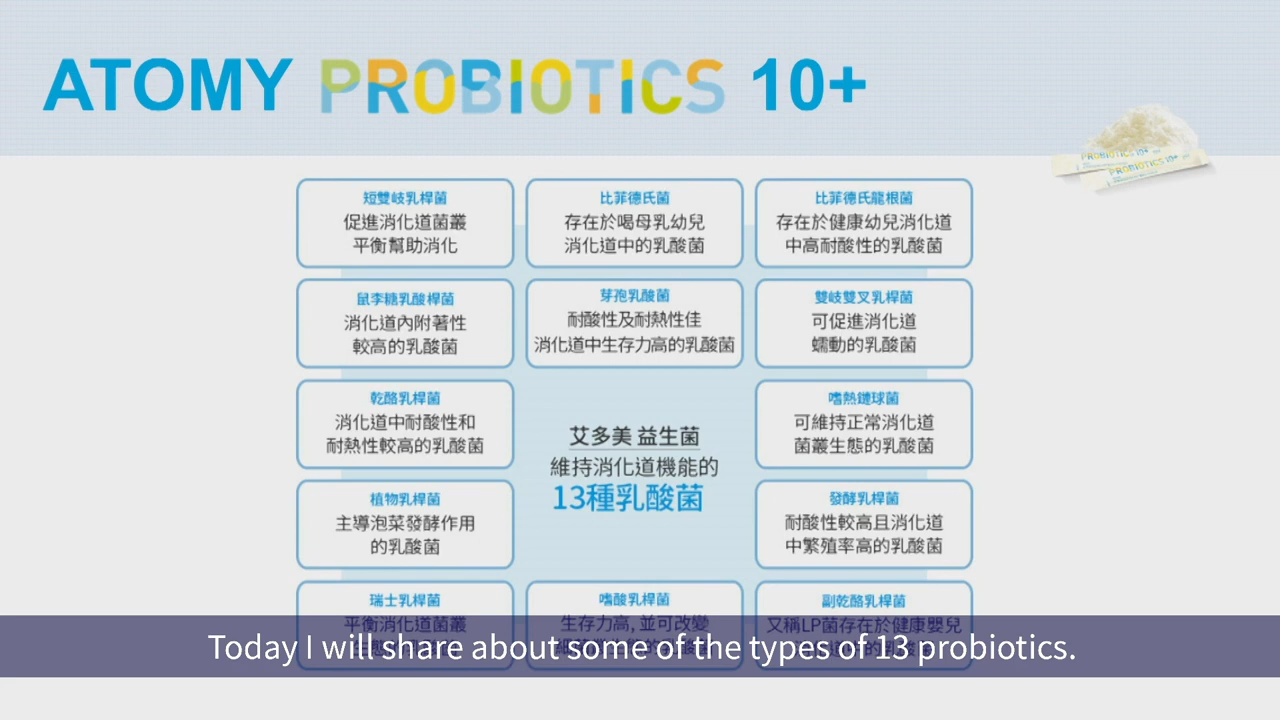 ATOMY PROBIOTICS 10+
PROBIOTICS 10+
PROBIOTICS 10+
短雙岐乳桿菌
促進消化道菌叢
平衡幫助消化
比菲德氏菌
存在於喝母乳幼兒
消化道中的乳酸菌
比菲德氏龍根菌
存在於健康幼兒消化道
中高耐酸性的乳酸菌
鼠李糖乳酸桿菌
消化道內附著性
較高的乳酸菌
芽孢乳酸菌
耐酸性及耐熱性佳
消化道中生存力高的乳酸菌
雙岐雙叉乳桿菌
可促進消化道
蠕動的乳酸菌
乾酪乳桿菌
消化道中耐酸性和
耐熱性較高的乳酸菌
艾多美 益生菌
維持消化道機能的
13種乳酸菌
嗜熱鏈球菌
可維持正常消化道
菌叢生態的乳酸菌
植物乳桿菌
主導泡菜發酵作用
的乳酸菌
發酵乳桿菌
耐酸性較高且消化道
中繁殖率高的乳酸菌
瑞士乳桿菌
平衡消化道菌叢
嗜酸乳桿菌
生存力高, 並可改變
副乾酪乳桿菌
又稱LP菌存在於健康嬰兒
Today I will share about some of the types of 13 probiotics.